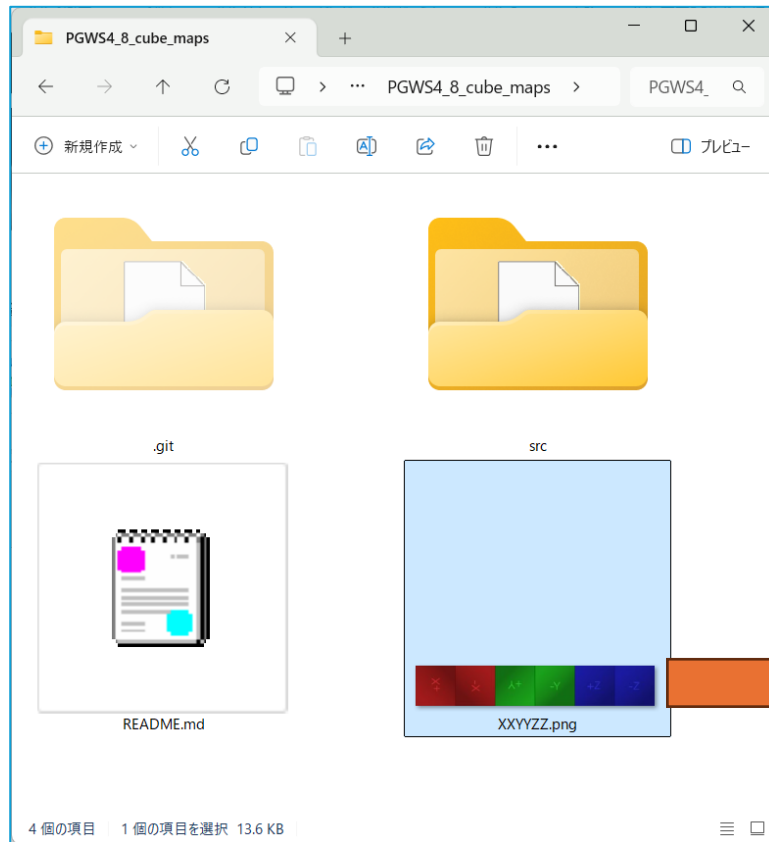 PGWS4_8_cube_maps
PGWS4_8_cube_maps
PGWS4_
新規作成
プレビュー
.git
src
+X
-X
+Y
-Y
+Z
-Z
README.md
XXYYZZ.png
4 個の項目
1 個の項目を選択 13.6 KB